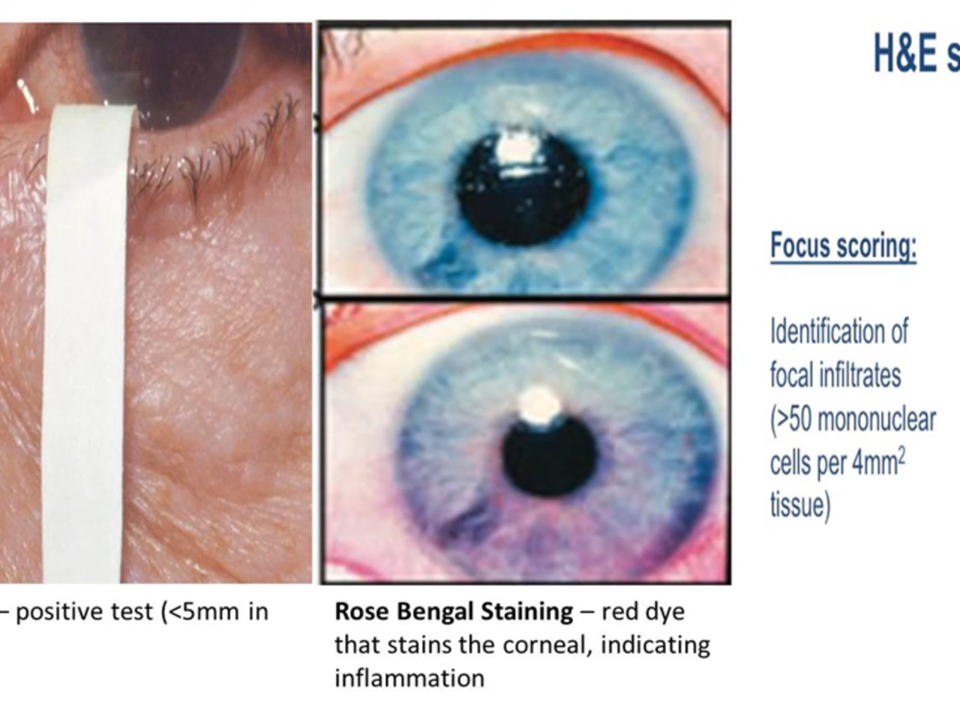 H&E s
Focus scoring:
Identification of
focal infiltrates
(>50 mononuclear
cells per 4mm²
tissue)
– positive test (<5mm in
Rose Bengal Staining – red dye
that stains the corneal, indicating
inflammation